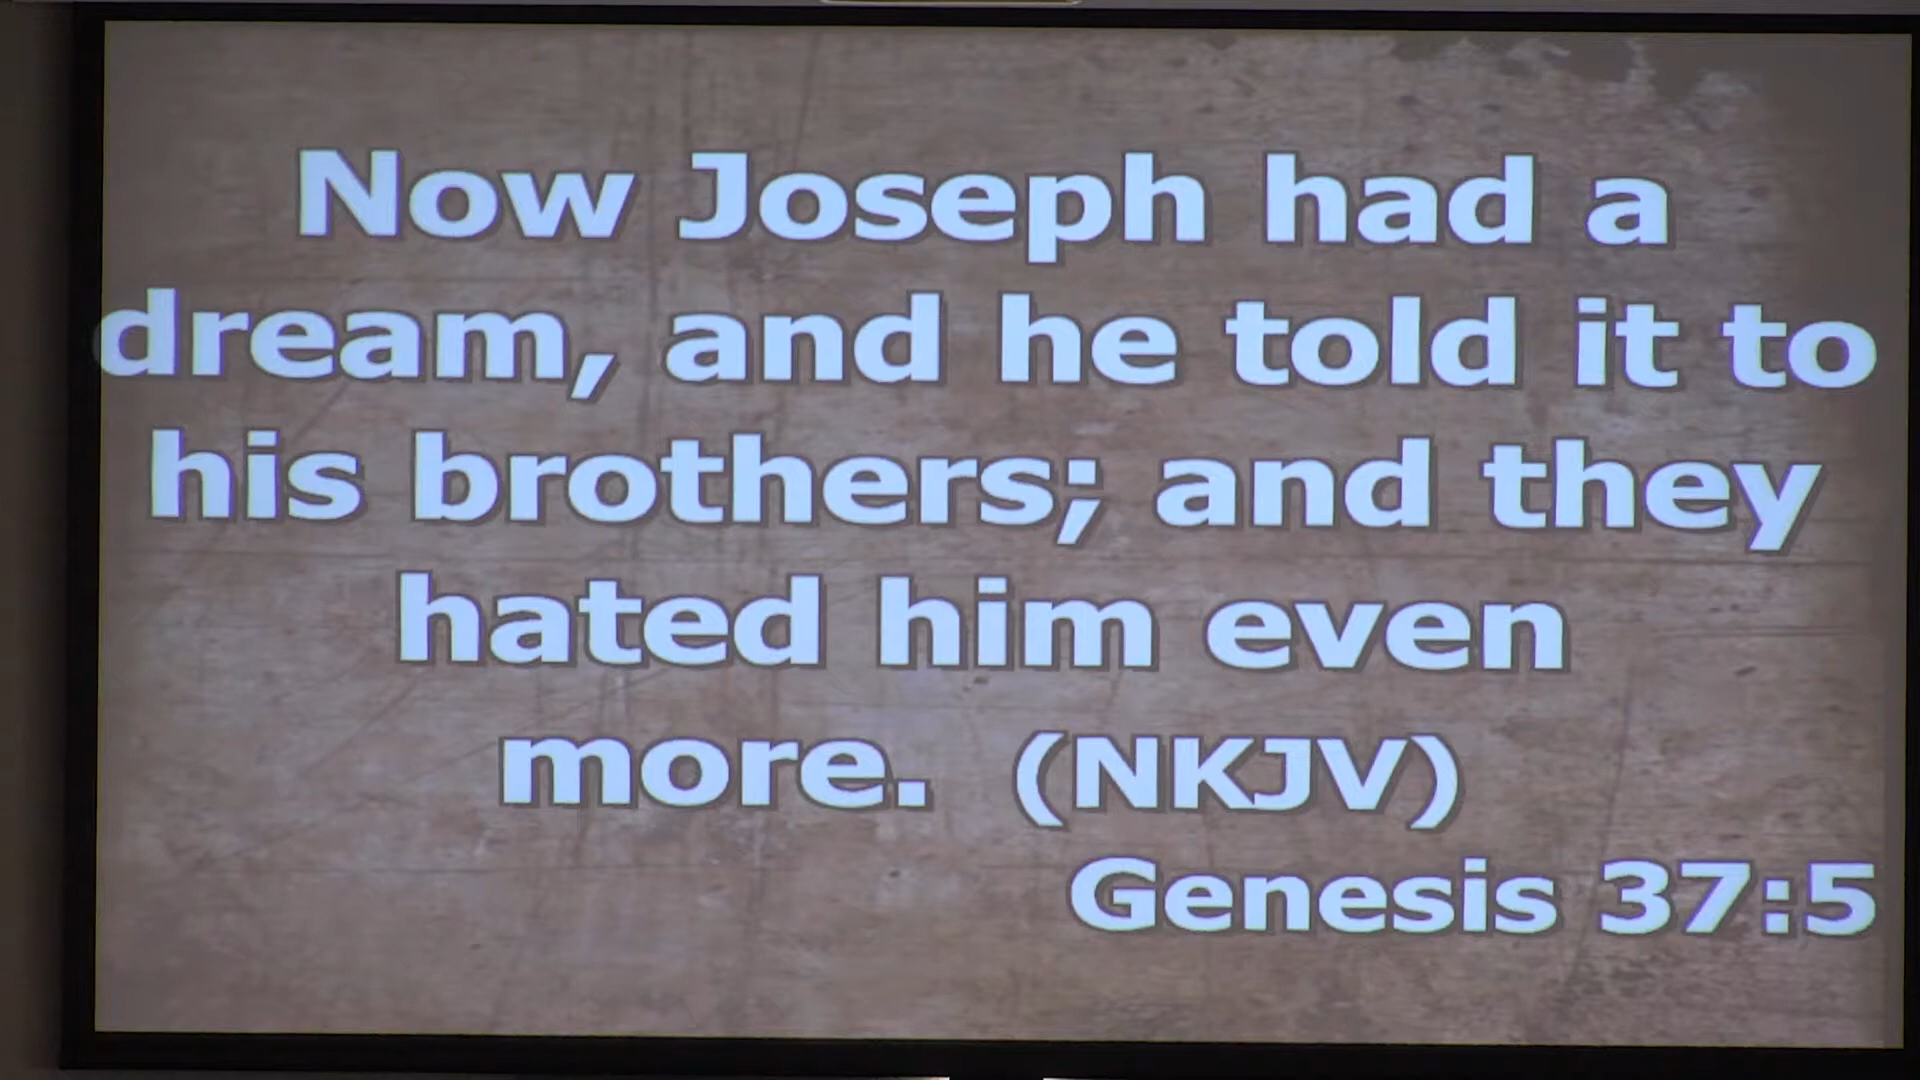 Now Joseph had a
dream, and he told it to
his brothers; and they
hated him even
more. (NKJV)
Genesis 37:5